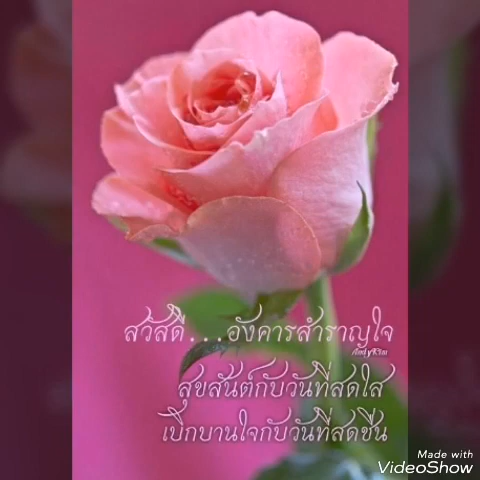 สวัสดี...อังคารสำราญใจ
AndyKim
สุขสันต์กับวันที่สดใส
เบิกบานใจกับวันที่สดชื่น
Made with
VideoShow